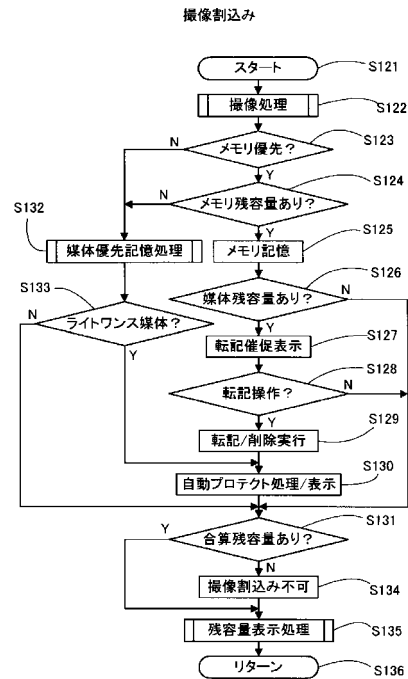 撮像割込み
スタート S121
撮像処理 S122
メモリ優先? S123
N
Y
メモリ残容量あり? S124
N
Y
S132
媒体優先記憶処理
メモリ記憶 S125
S133
ライトワンス媒体?
N
Y
媒体残容量あり? S126
N
Y
転記催促表示 S127
転記操作? S128
N
Y
転記/削除実行 S129
自動プロテクト処理/表示 S130
合算残容量あり? S131
Y
N
撮像割込み不可 S134
残容量表示処理 S135
リターン S136